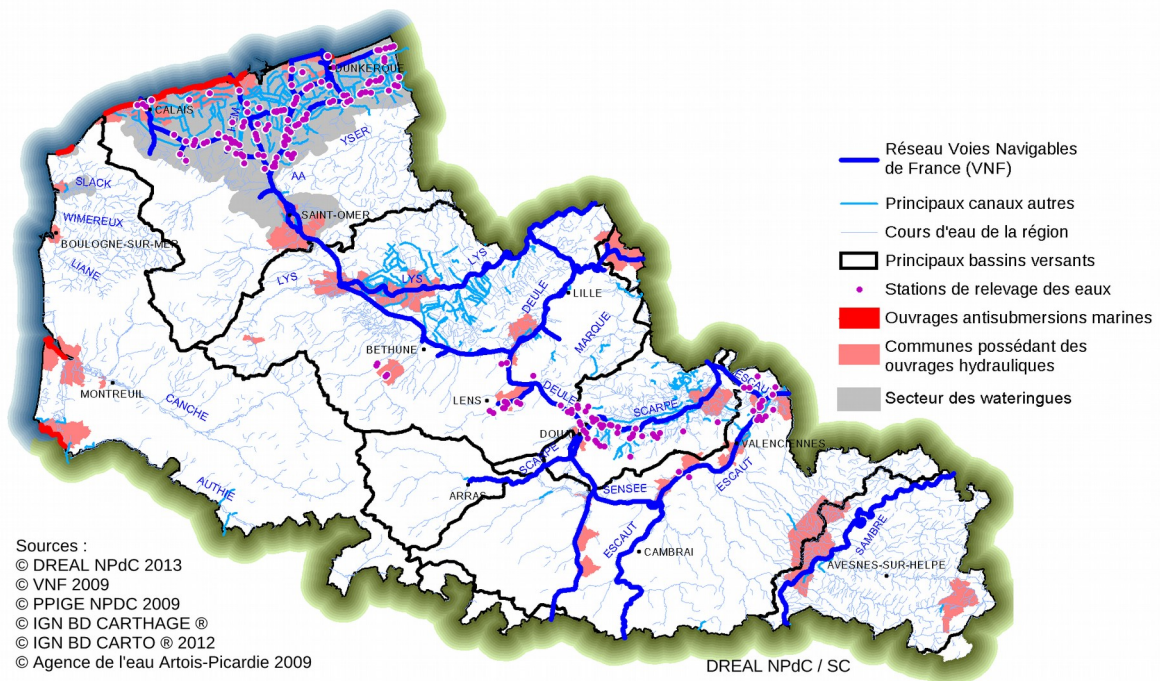 DUNKERQUE
CALAIS
YSER
AA
SLACK
SAINT-OMER
WIMEREUX
BOULOGNE-SUR-MER
LIANE
LYS
LYS
LYS
DEULE
LILLE
MARQUE
BETHUNE
MONTREUIL
CANCHE
LENS
DEULE
SCARPE
ESCAUT
DOUAI
VALENCIENNES
SCARPE
ESCAUT
AUTHIE
ARRAS
SENSEE
ESCAUT
CAMBRAI
SAMBRE
AVESNES-SUR-HELPE
Réseau Voies Navigables
de France (VNF)
Principaux canaux autres
Cours d'eau de la région
Principaux bassins versants
Stations de relevage des eaux
Ouvrages antisubmersions marines
Communes possédant des
ouvrages hydrauliques
Secteur des wateringues
Sources :
© DREAL NPdC 2013
© VNF 2009
© PPIGE NPDC 2009
© IGN BD CARTHAGE ®
© IGN BD CARTO ® 2012
© Agence de l'eau Artois-Picardie 2009
DREAL NPdC / SC